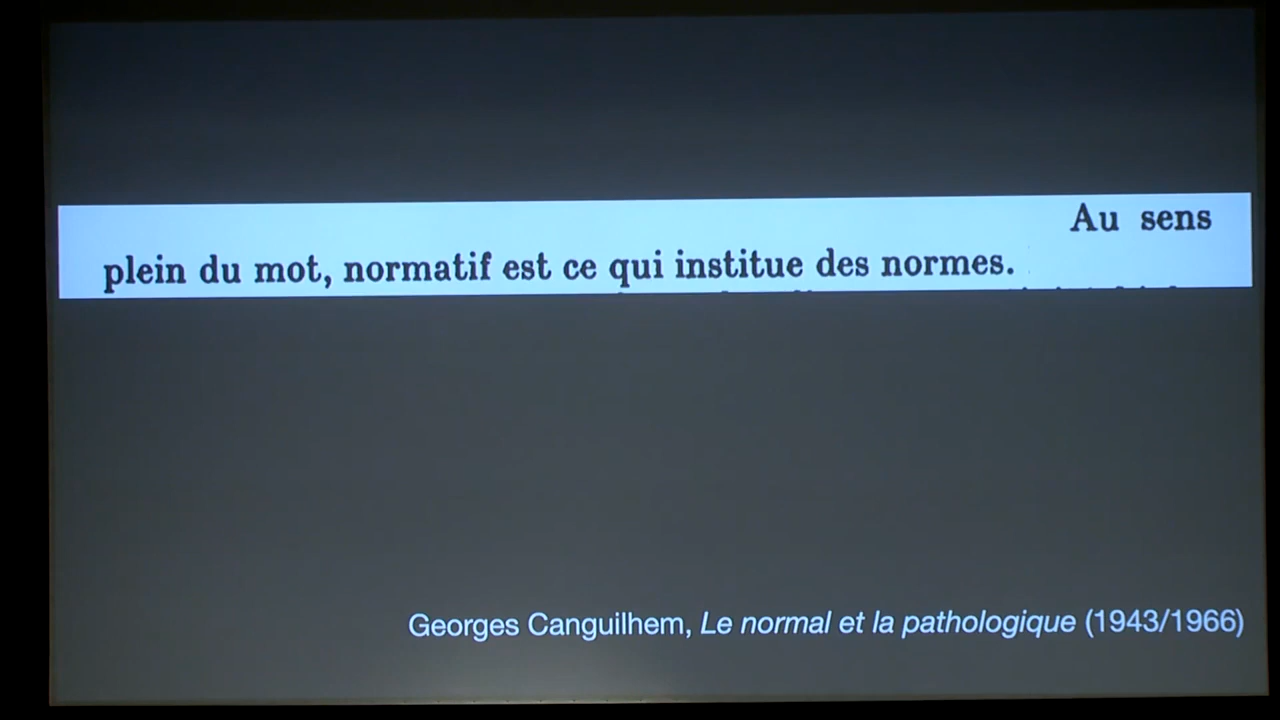 Au sens
plein du mot, normatif est ce qui institue des normes.
Georges Canguilhem, Le normal et la pathologique (1943/1966)